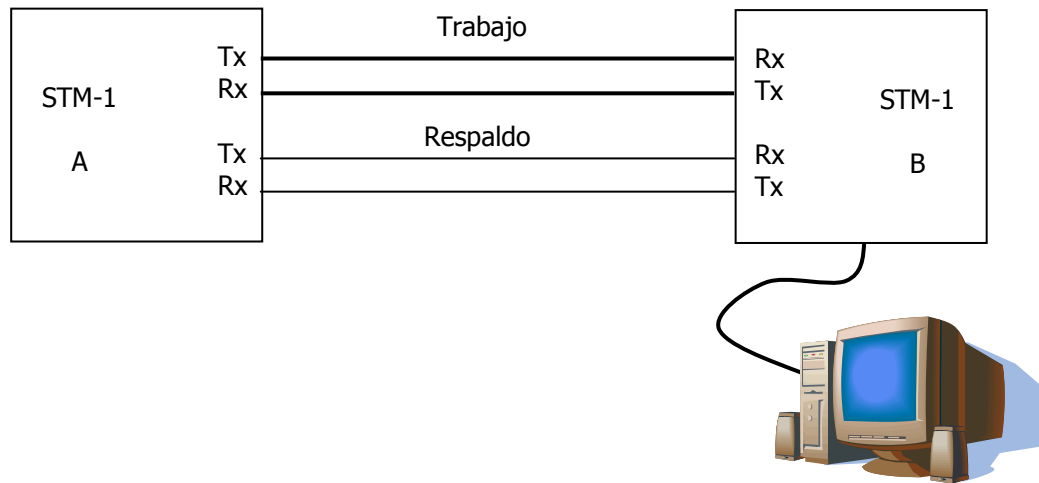 Trabajo
Tx
Rx
STM-1
Rx
Tx
STM-1
A
Respaldo
Tx
Rx
Rx
Tx
B